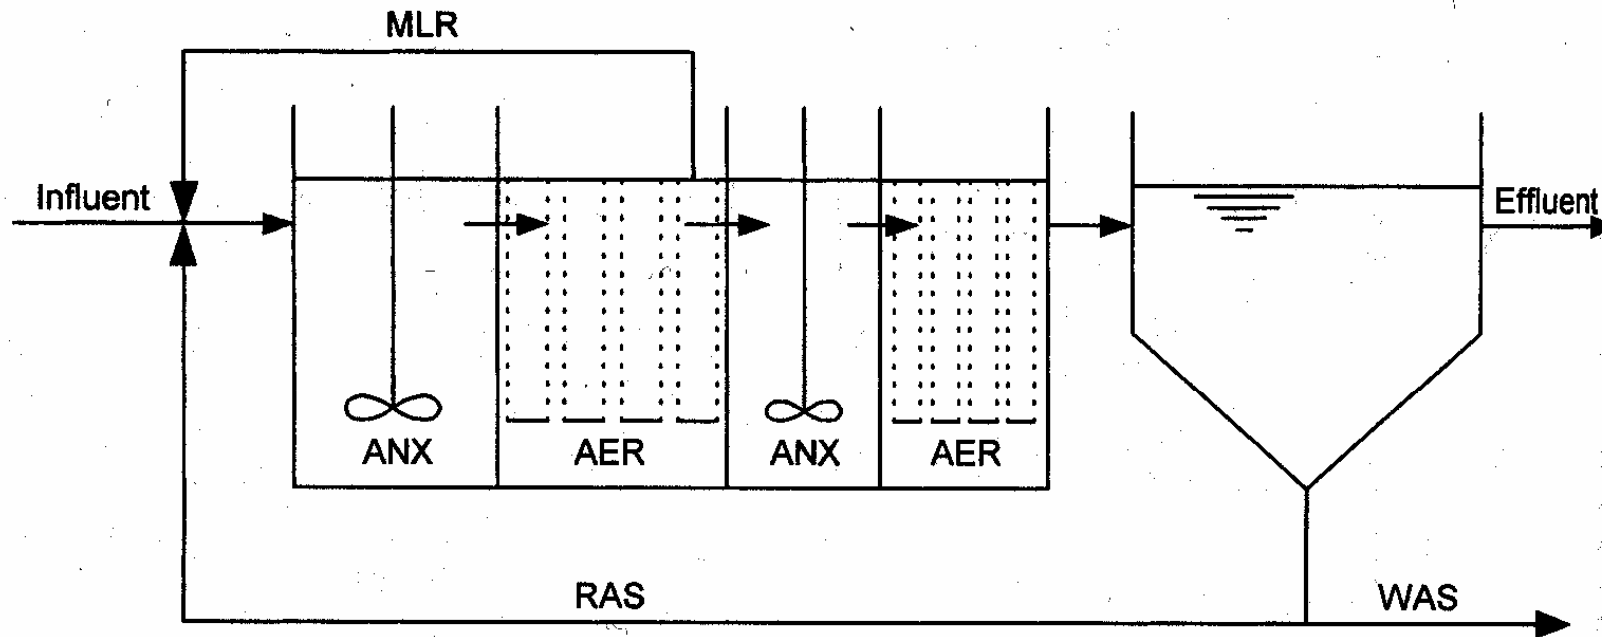 MLR
Influent
Effluent
ANX
AER
ANX
AER
RAS
WAS